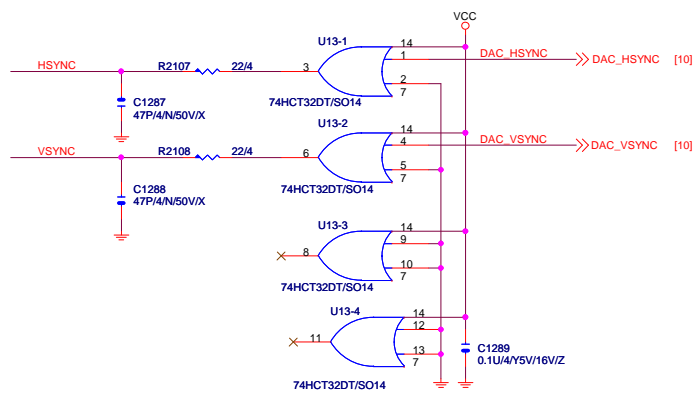 VCC
U13-1
14
HSYNC
R2107
22/4
3
1
DAC_HSYNC
DAC_HSYNC
[10]
2
7
C1287
47P/4/N/50V/X
74HCT32DT/SO14
U13-2
14
VSYNC
R2108
22/4
6
4
DAC_VSYNC
DAC_VSYNC
[10]
5
7
C1288
47P/4/N/50V/X
74HCT32DT/SO14
U13-3
14
8
9
10
7
74HCT32DT/SO14
U13-4
14
11
12
13
7
C1289
0.1U/4/Y5V/16V/Z
74HCT32DT/SO14